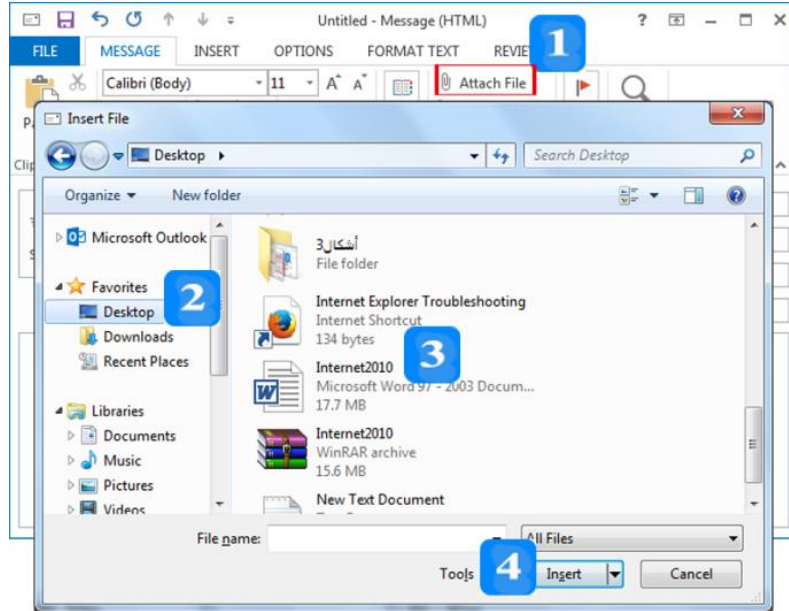 Untitled - Message (HTML)
FILE MESSAGE INSERT OPTIONS FORMAT TEXT
1
Calibri (Body) 11 A A Attach File
Insert File
Desktop
Search Desktop
Organize New folder
Microsoft Outlook
Favorites
Desktop
Downloads
Recent Places
Libraries
Documents
Music
Pictures
Videos
2
أشكال3
File folder
Internet Explorer Troubleshooting
Internet Shortcut
134 bytes
3
Internet2010
Microsoft Word 97 - 2003 Docum...
17.7 MB
Internet2010
WinRAR archive
15.6 MB
New Text Document
File name:
All Files
Tools
4
Insert
Cancel